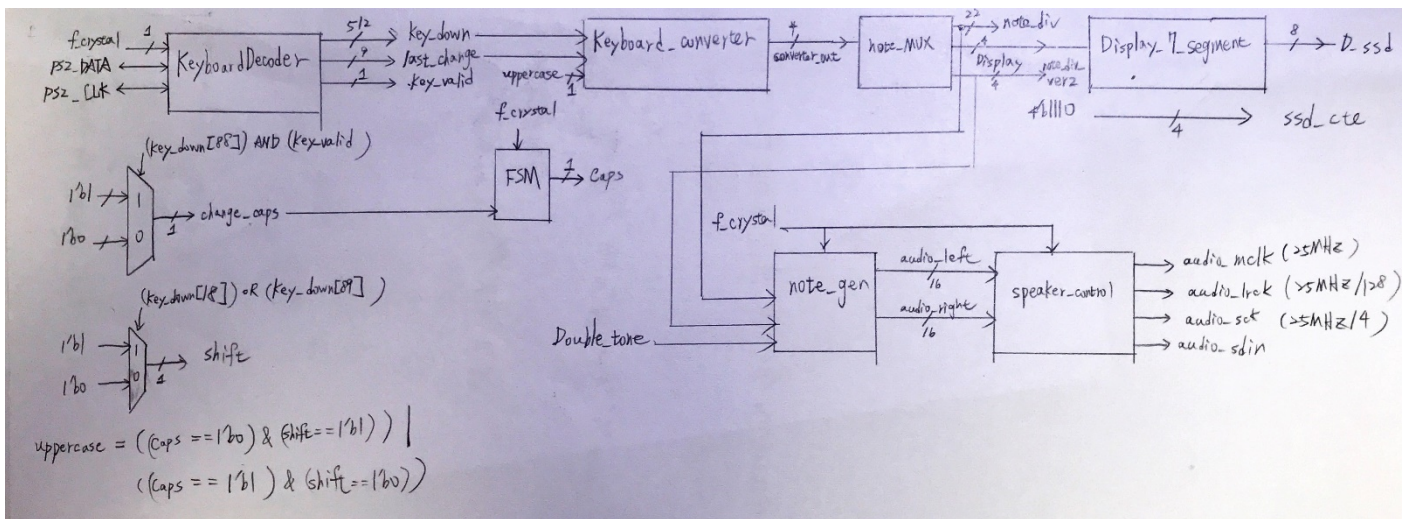 f_crystal 1
PS2_DATA
PS2_CLK
KeyboardDecoder
512 key_down
9 last_change
1 key_valid
uppercase 1
Keyboard_converter
4 converter_out
note_MUX
22 note_div
4 Display
4 note_div ver2
Display_7_segment
8 D_ssd
4'b1110 4 ssd_cte
(key_down[88]) AND (key_valid)
1'b1 1
1'b0 0
1 change_caps
f_crystal
FSM
1 Caps
(key_down[18]) OR (key_down[89])
1'b1 1
1'b0 0
1 shift
f_crystal
Double_tone
note_gen
audio_left 16
audio_right 16
speaker_control
audio_mclk (25MHz)
audio_lrck (25MHz/128)
audio_sck (25MHz/4)
audio_sdin
uppercase = ((Caps == 1'b0) & (shift == 1'b1)) |
((Caps == 1'b1) & (shift == 1'b0))